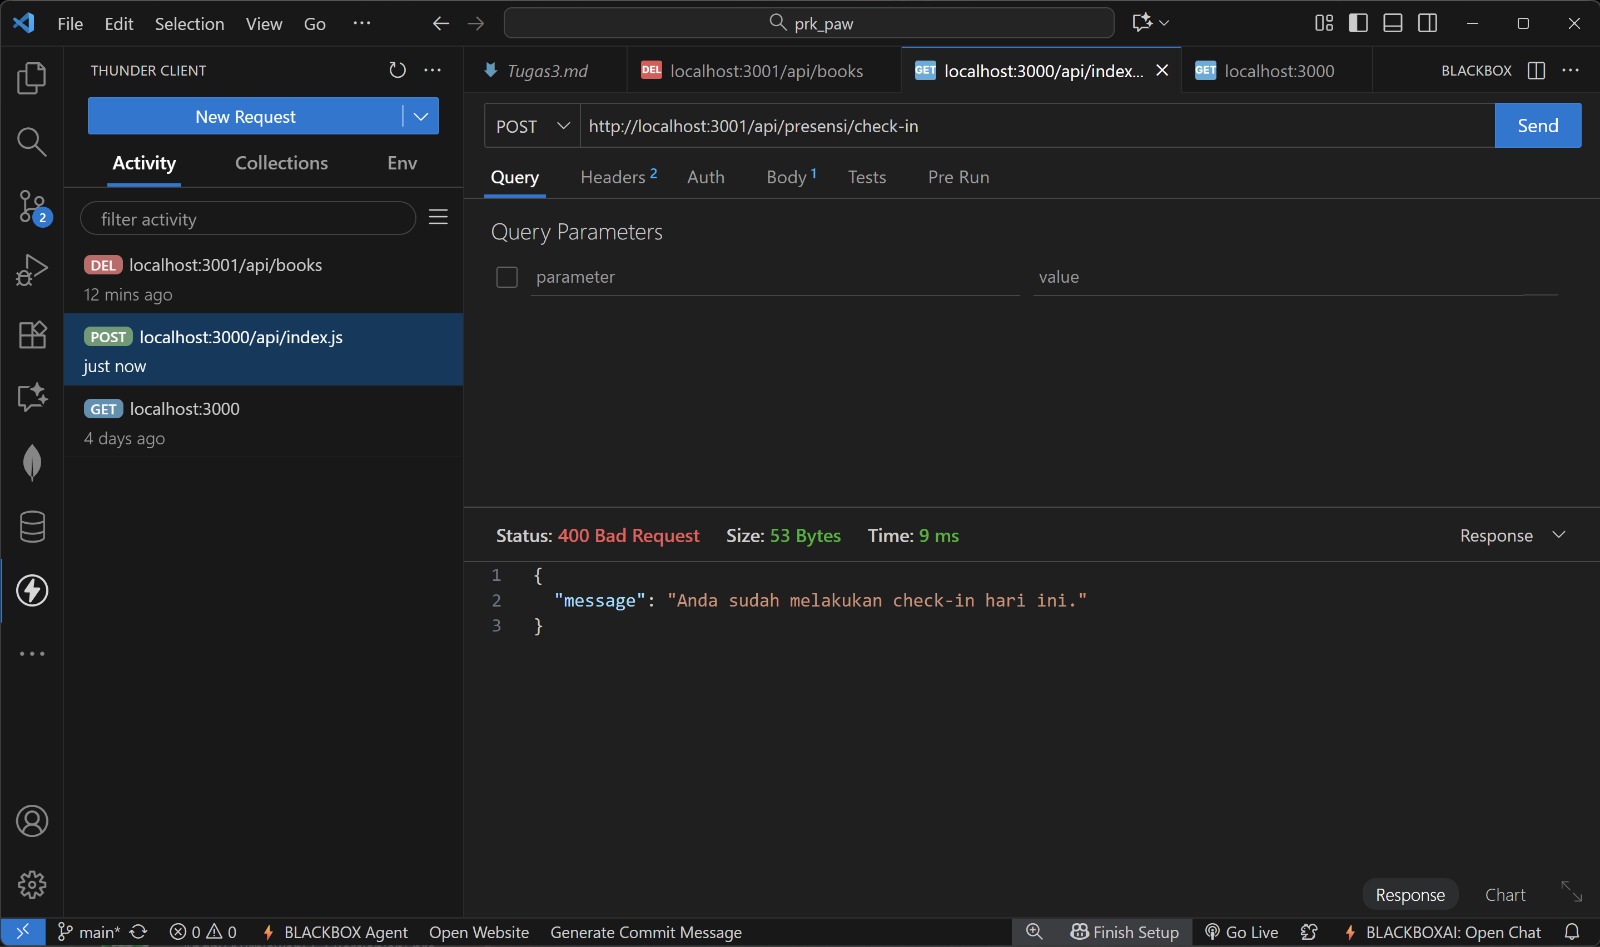 File Edit Selection View Go ... prk_paw
THUNDER CLIENT
New Request
Activity Collections Env
filter activity
DEL localhost:3001/api/books
12 mins ago
POST localhost:3000/api/index.js
just now
GET localhost:3000
4 days ago
2
Tugas3.md DEL localhost:3001/api/books GET localhost:3000/api/index... GET localhost:3000 BLACKBOX
POST http://localhost:3001/api/presensi/check-in Send
Query Headers 2 Auth Body 1 Tests Pre Run
Query Parameters
parameter value
Status: 400 Bad Request Size: 53 Bytes Time: 9 ms Response
1 {
2 "message": "Anda sudah melakukan check-in hari ini."
3 }
Response Chart
main* 0 0 BLACKBOX Agent Open Website Generate Commit Message Finish Setup Go Live BLACKBOXAI: Open Chat